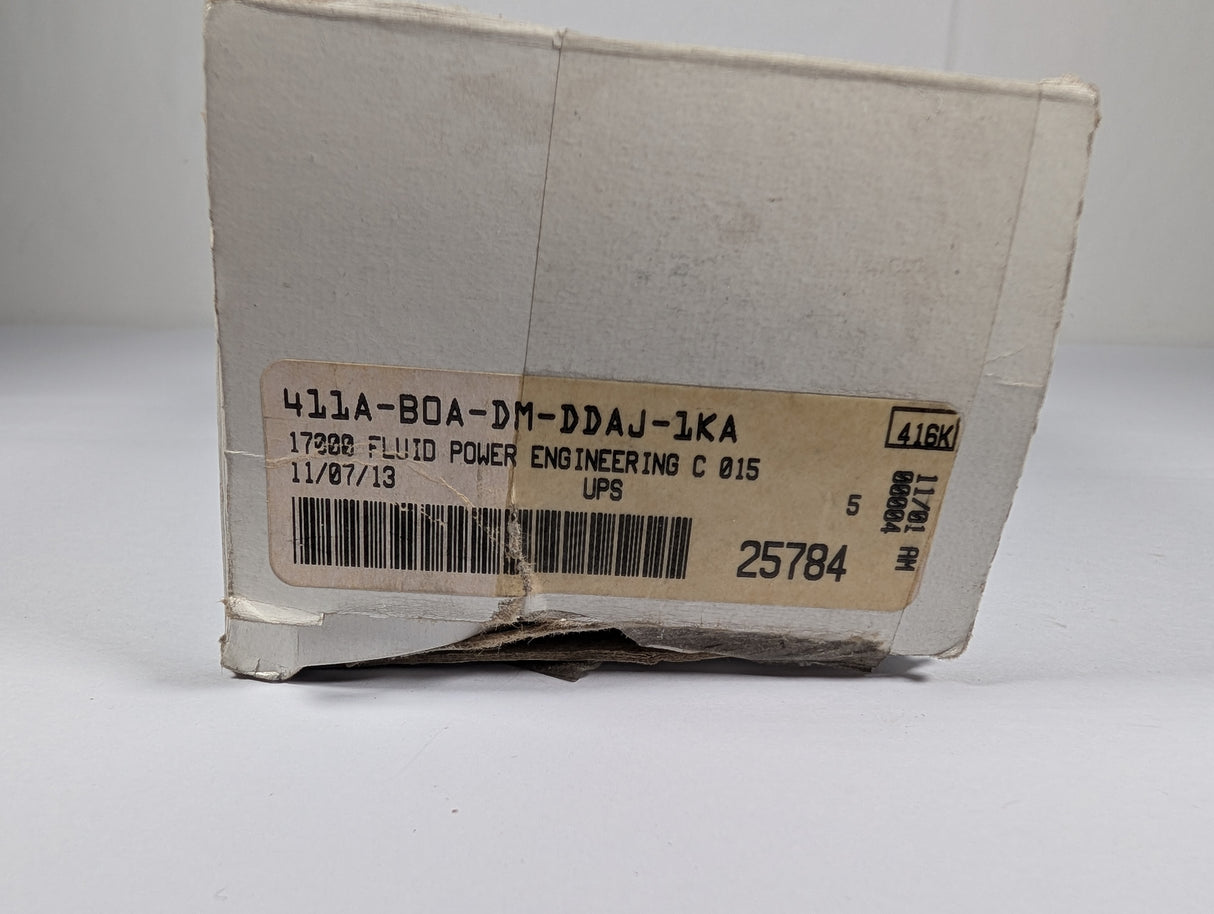 411A-B0A-DM-DDAJ-1KA
17000 FLUID POWER ENGINEERING C 015
11/07/13
UPS
5
25784
416K
11/01 AM
00004